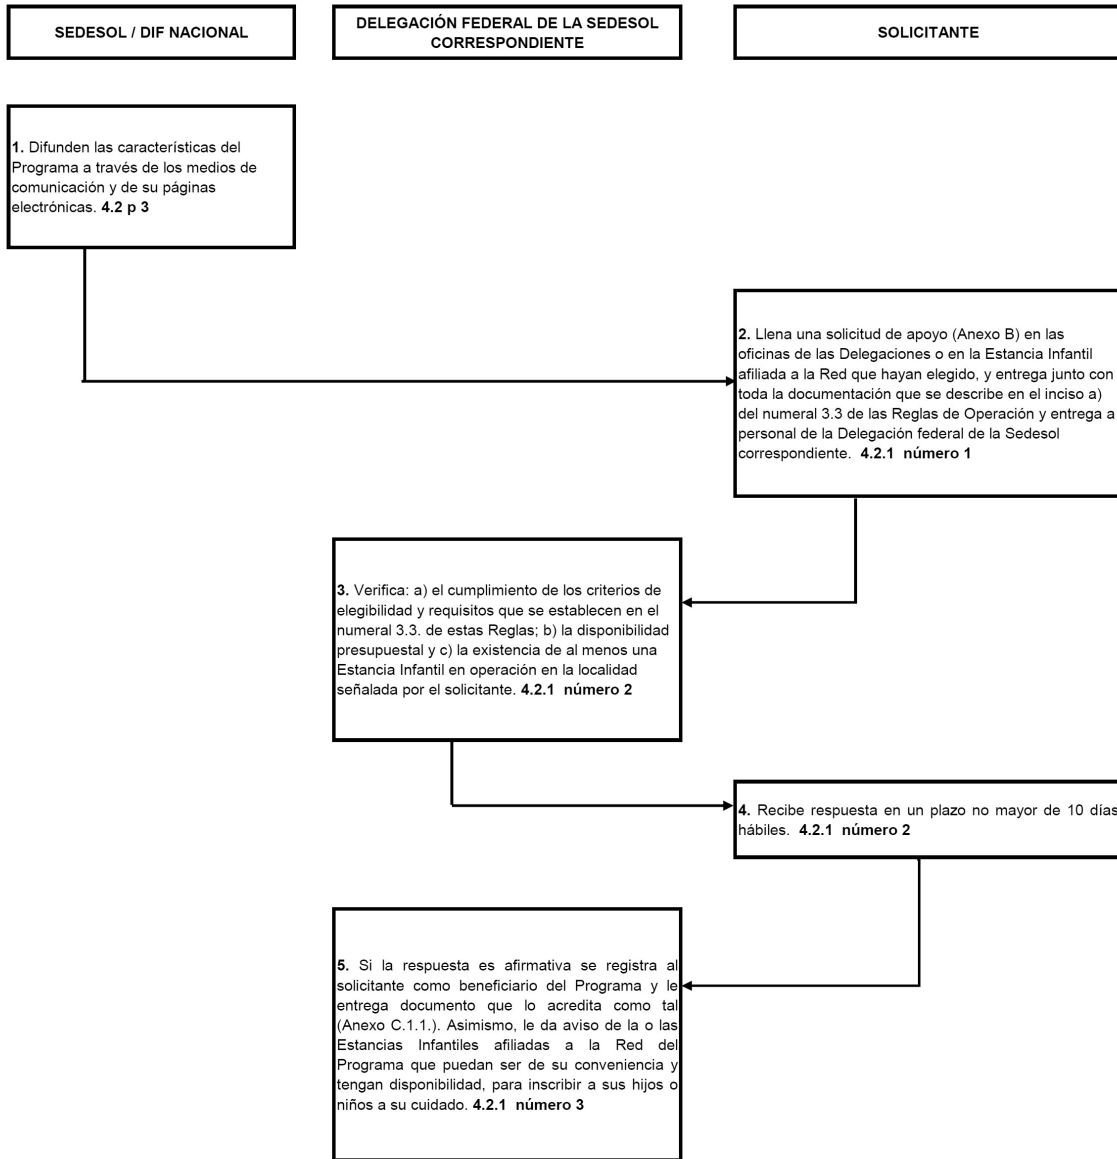 SEDESOL / DIF NACIONAL
DELEGACIÓN FEDERAL DE LA SEDESOL
CORRESPONDIENTE
SOLICITANTE
1. Difunden las características del
Programa a través de los medios de
comunicación y de su páginas
electrónicas. 4.2 p 3
2. Llena una solicitud de apoyo (Anexo B) en las
oficinas de las Delegaciones o en la Estancia Infantil
afiliada a la Red que hayan elegido, y entrega junto con
toda la documentación que se describe en el inciso a)
del numeral 3.3 de las Reglas de Operación y entrega a
personal de la Delegación federal de la Sedesol
correspondiente. 4.2.1 número 1
3. Verifica: a) el cumplimiento de los criterios de
elegibilidad y requisitos que se establecen en el
numeral 3.3. de estas Reglas; b) la disponibilidad
presupuestal y c) la existencia de al menos una
Estancia Infantil en operación en la localidad
señalada por el solicitante. 4.2.1 número 2
4. Recibe respuesta en un plazo no mayor de 10 días
hábiles. 4.2.1 número 2
5. Si la respuesta es afirmativa se registra al
solicitante como beneficiario del Programa y le
entrega documento que lo acredita como tal
(Anexo C.1.1.). Asimismo, le da aviso de la o las
Estancias Infantiles afiliadas a la Red del
Programa que puedan ser de su conveniencia y
tengan disponibilidad, para inscribir a sus hijos o
niños a su cuidado. 4.2.1 número 3